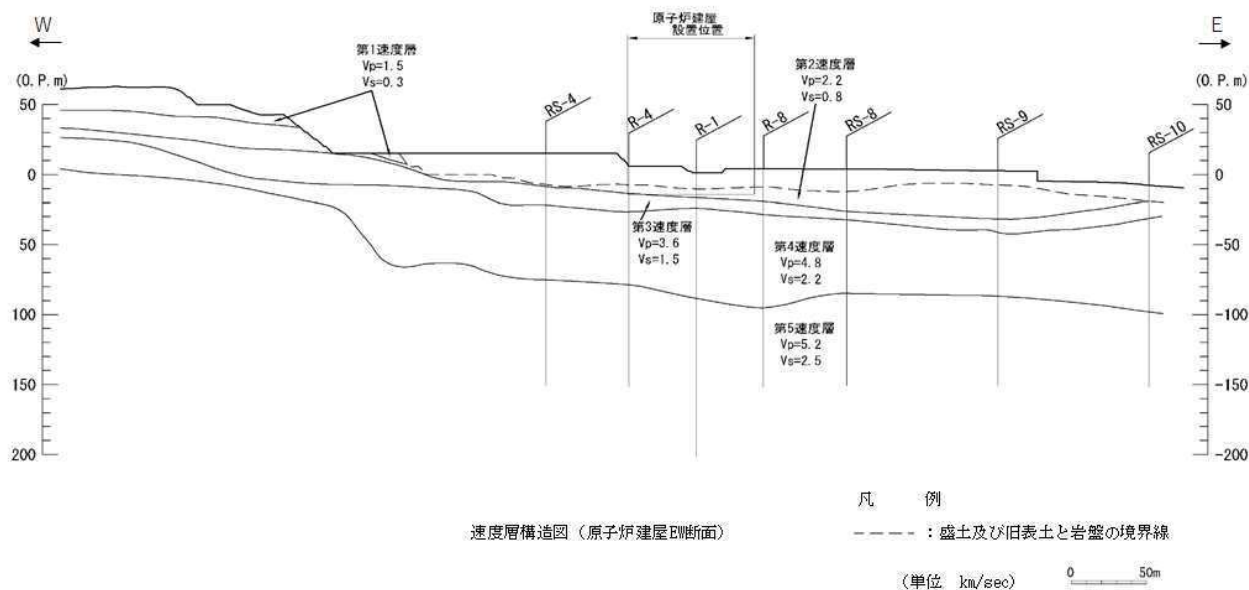 W
E
原子炉建屋
設置位置
第1速度層
Vp=1.5
Vs=0.3
第2速度層
Vp=2.2
Vs=0.8
(O.P.m)
(O.P.m)
RS-4
R-4
R-1
R-8
RS-8
RS-9
RS-10
50
0
50
100
150
200
50
0
-50
-100
-150
-200
第3速度層
Vp=3.6
Vs=1.5
第4速度層
Vp=4.8
Vs=2.2
第5速度層
Vp=5.2
Vs=2.5
凡 例
速度層構造図（原子炉建屋EW断面）
：盛土及び旧表土と岩盤の境界線
（単位 km/sec）
0 50m